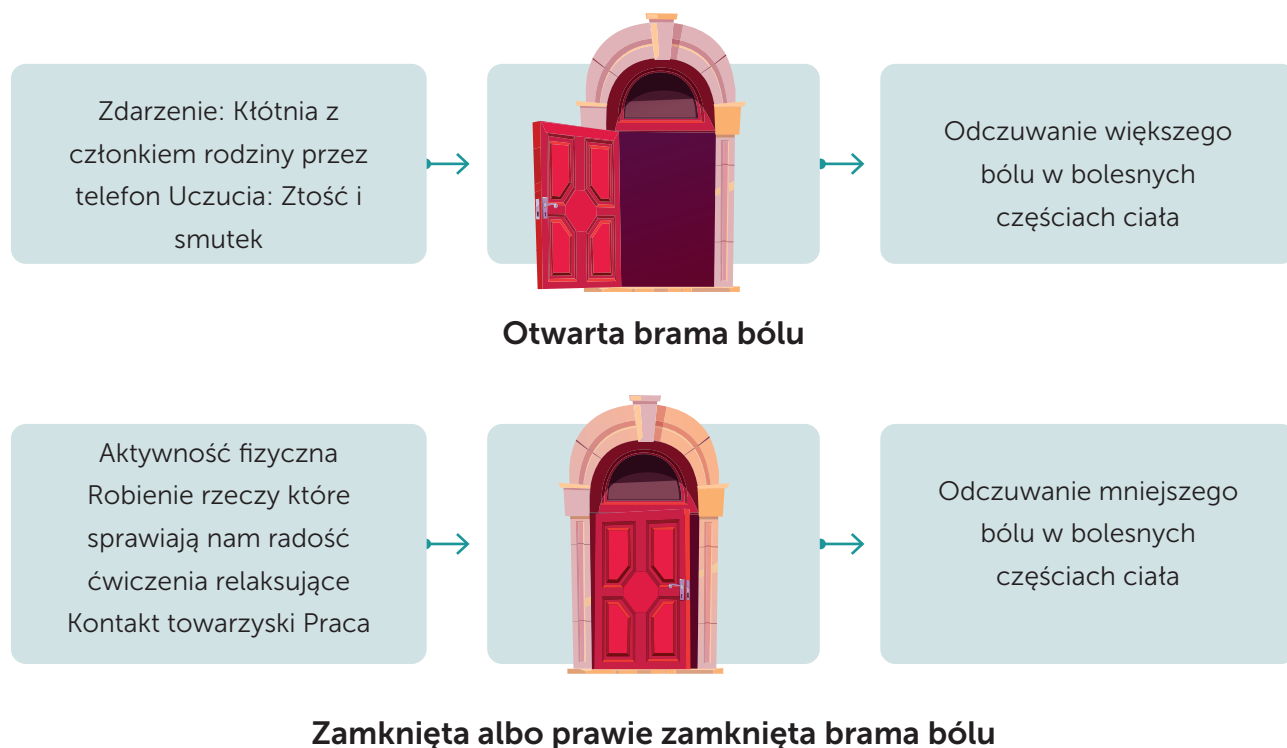 Zdarzenie: Kłótnia z
członkiem rodziny przez
telefon Uczucia: Ztość i
smutek
Odczuwanie większego
bólu w bolesnych
częściach ciała
Otwarta brama bólu
Aktywność fizyczna
Robienie rzeczy które
sprawiają nam radość
ćwiczenia relaksujące
Kontakt towarzyski Praca
Odczuwanie mniejszego
bólu w bolesnych
częściach ciała
Zamknięta albo prawie zamknięta brama bólu